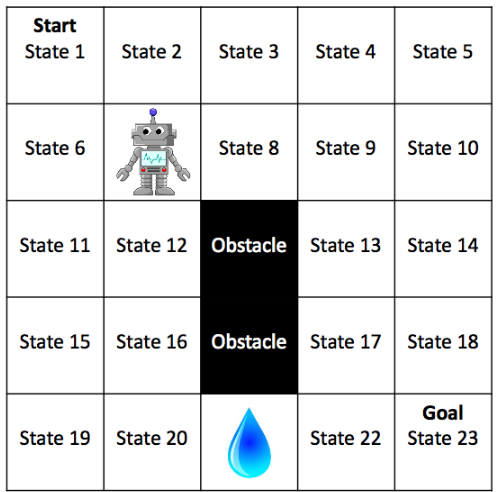 Start
State 1
State 2
State 3
State 4
State 5
State 6
State 8
State 9
State 10
State 11
State 12
Obstacle
State 13
State 14
State 15
State 16
Obstacle
State 17
State 18
State 19
State 20
State 22
Goal
State 23